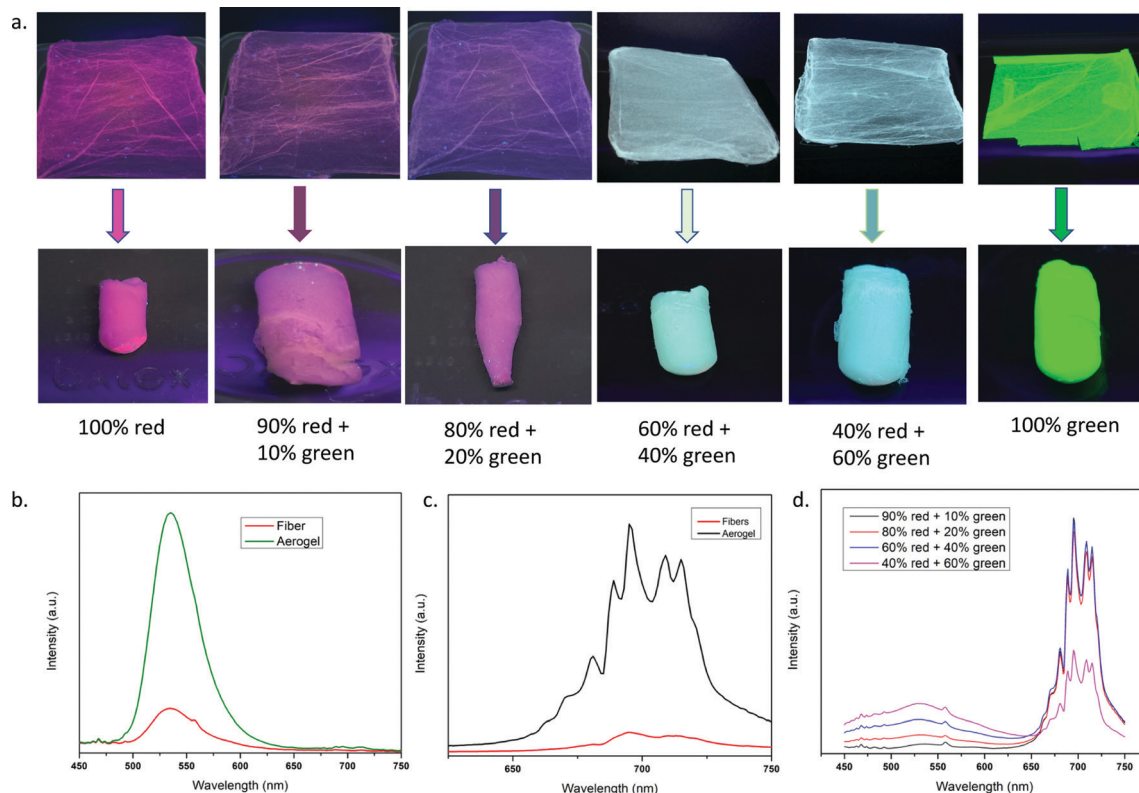 a.
100% red
90% red +
10% green
80% red +
20% green
60% red +
40% green
40% red +
60% green
100% green
b.
Intensity (a.u.)
Fiber
Aerogel
450 500 550 600 650 700 750
Wavelength (nm)
c.
Intensity (a.u.)
Fibers
Aerogel
650 700 750
Wavelength (nm)
d.
Intensity (a.u.)
90% red + 10% green
80% red + 20% green
60% red + 40% green
40% red + 60% green
400 450 500 550 600 650 700 750
Wavelength (nm)